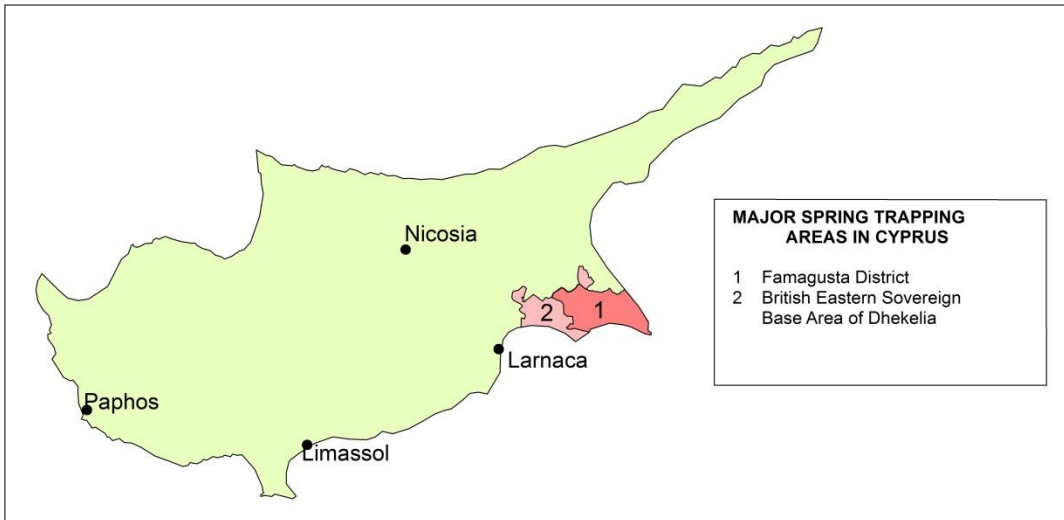 Nicosia
2
1
Larnaca
Paphos
Limassol
MAJOR SPRING TRAPPING
AREAS IN CYPRUS
1 Famagusta District
2 British Eastern Sovereign
Base Area of Dhekelia